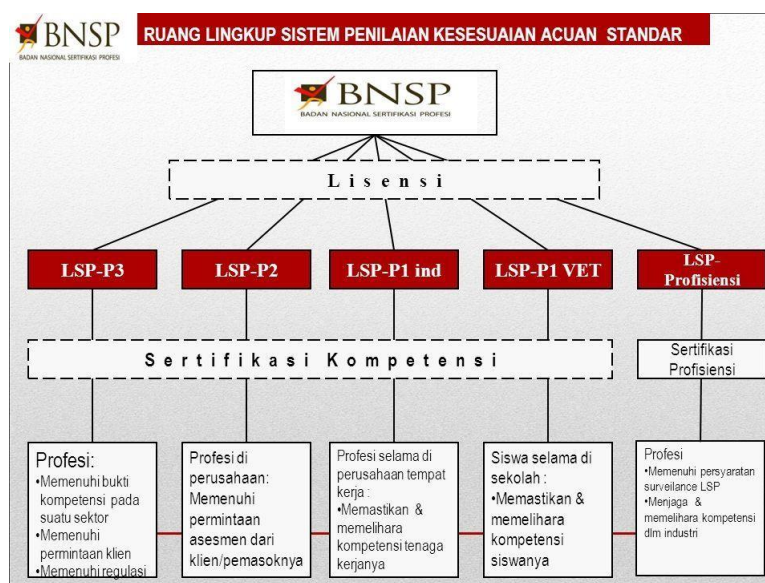 BNSP
BADAN NASIONAL SERTIFIKASI PROFESI
RUANG LINGKUP SISTEM PENILAIAN KESESUAIAN ACUAN STANDAR
BNSP
BADAN NASIONAL SERTIFIKASI PROFESI
Lisensi
LSP-P3
LSP-P2
LSP-P1 ind
LSP-P1 VET
LSP-
Profisiensi
Sertifikasi Kompetensi
Sertifikasi
Profisiensi
Profesi:
•Memenuhi bukti
kompetensi pada
suatu sektor
•Memenuhi
permintaan klien
•Memenuhi regulasi
Profesi di
perusahaan:
Memenuhi
permintaan
asesmen dari
klien/pemasoknya
Profesi selama di
perusahaan tempat
kerja :
•Memastikan &
memelihara
kompetensi tenaga
kerjanya
Siswa selama di
sekolah :
•Memastikan &
memelihara
kompetensi
siswanya
Profesi
•Memenuhi persyaratan
surveilance LSP
•Menjaga &
memelihara kompetensi
dlm industri